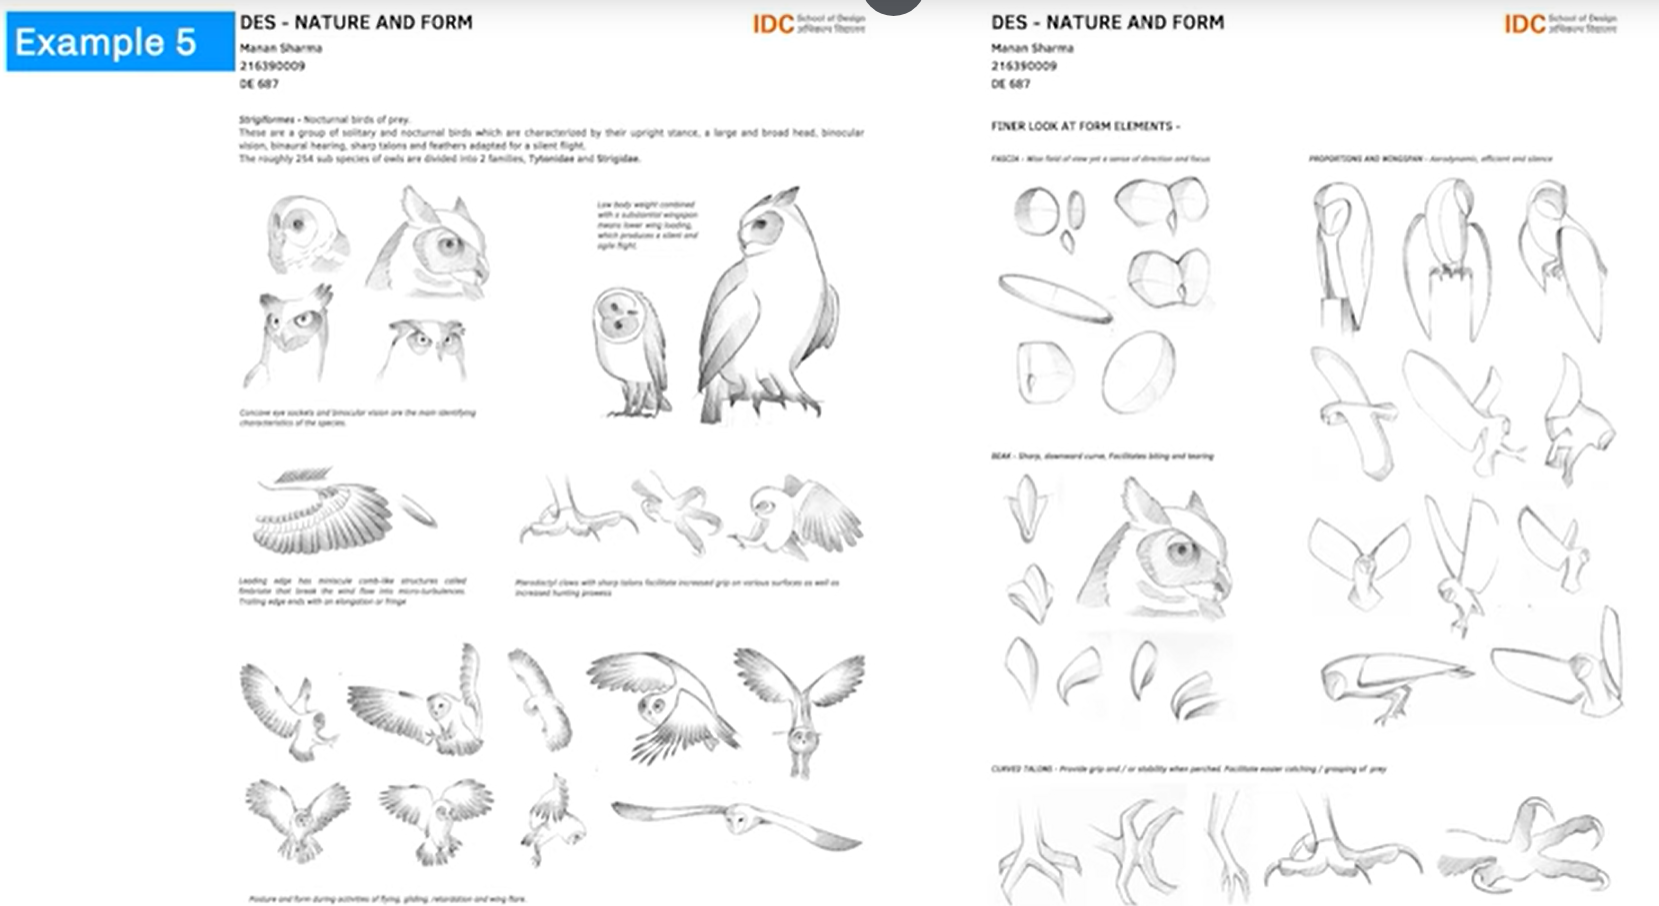 Example 5
DES - NATURE AND FORM
IDC School of Design
Manan Sharma
216390009
DE 687
Strigiformes - Nocturnal birds of prey.
These are a group of solitary and nocturnal birds which are characterized by their upright stance, a large and broad head, binocular
vision, binaural hearing, sharp talons and feathers adapted for a silent flight.
The roughly 254 sub species of owls are divided into 2 families, Tytonidae and Strigidae.
Low body weight combined
with a substantial wingspan
means lower wing loading,
which produces a silent and
agile flight.
Concave eye sockets and binocular vision are the main identifying
characteristics of the species.
Leading edge has miniscule comb-like structures called
fimbriate that break the wind flow into micro-turbulences.
Trailing edge ends with an elongation or fringe
claws with sharp talons facilitate increased grip on various surfaces as well as
increased hunting prowess
Posture and form during activities of flying, gliding, retardation and wing flare.
DES - NATURE AND FORM
IDC School of Design
Manan Sharma
216390009
DE 687
FINER LOOK AT FORM ELEMENTS -
FASCIA - Wide field of view yet a sense of direction and focus
PROPORTIONS AND WINGSPAN - Aerodynamic, efficient and silence
BEAK - Sharp, downward curve, Facilitates biting and tearing
CURVED TALONS - Provide grip and / or stability when perched. Facilitate easier catching / grasping of prey